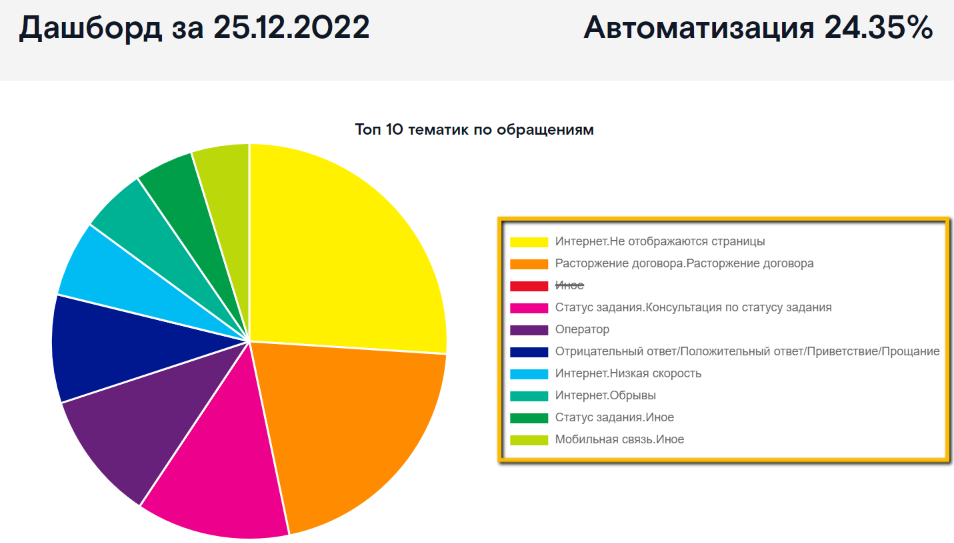 Дашборд за 25.12.2022
Автоматизация 24.35%
Топ 10 тематик по обращениям
Интернет.Не отображаются страницы
Расторжение договора.Расторжение договора
Иное
Статус задания.Консультация по статусу задания
Оператор
Отрицательный ответ/Положительный ответ/Приветствие/Прощание
Интернет.Низкая скорость
Интернет.Обрывы
Статус задания.Иное
Мобильная связь.Иное